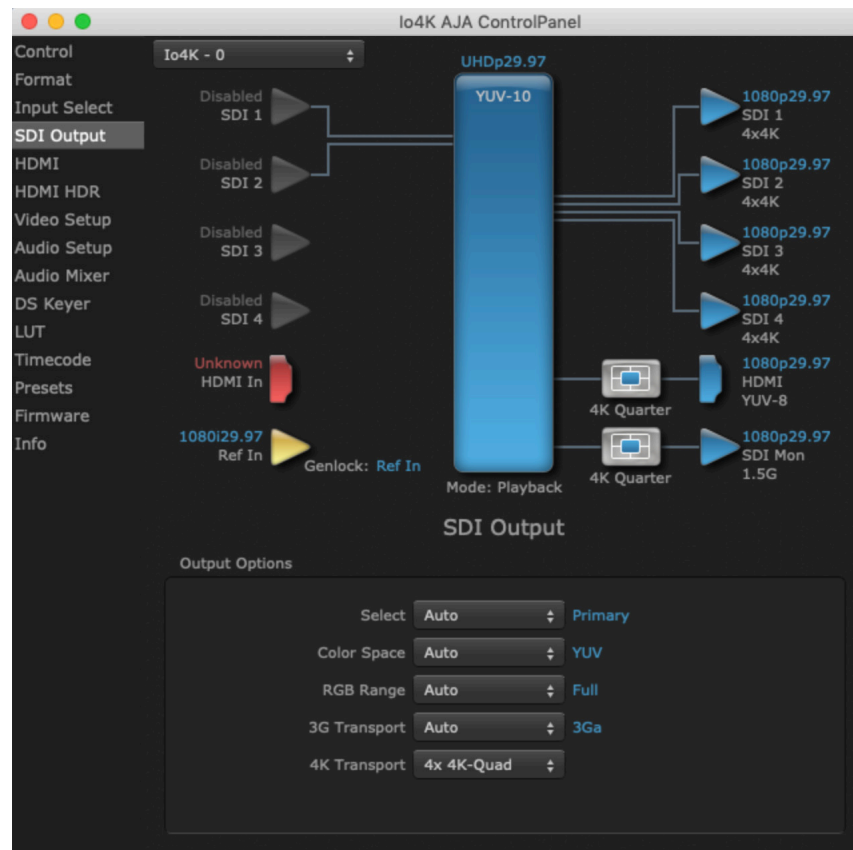 Io4K AJA ControlPanel
Control
Format
Input Select
SDI Output
HDMI
HDMI HDR
Video Setup
Audio Setup
Audio Mixer
DS Keyer
LUT
Timecode
Presets
Firmware
Info
Io4K - 0
Disabled
SDI 1
Disabled
SDI 2
Disabled
SDI 3
Disabled
SDI 4
Unknown
HDMI In
1080i29.97
Ref In
Genlock: Ref In
UHDp29.97
YUV-10
Mode: Playback
1080p29.97
SDI 1
4x4K
1080p29.97
SDI 2
4x4K
1080p29.97
SDI 3
4x4K
1080p29.97
SDI 4
4x4K
4K Quarter
1080p29.97
HDMI
YUV-8
4K Quarter
1080p29.97
SDI Mon
1.5G
SDI Output
Output Options
Select Auto Primary
Color Space Auto YUV
RGB Range Auto Full
3G Transport Auto 3Ga
4K Transport 4x 4K-Quad